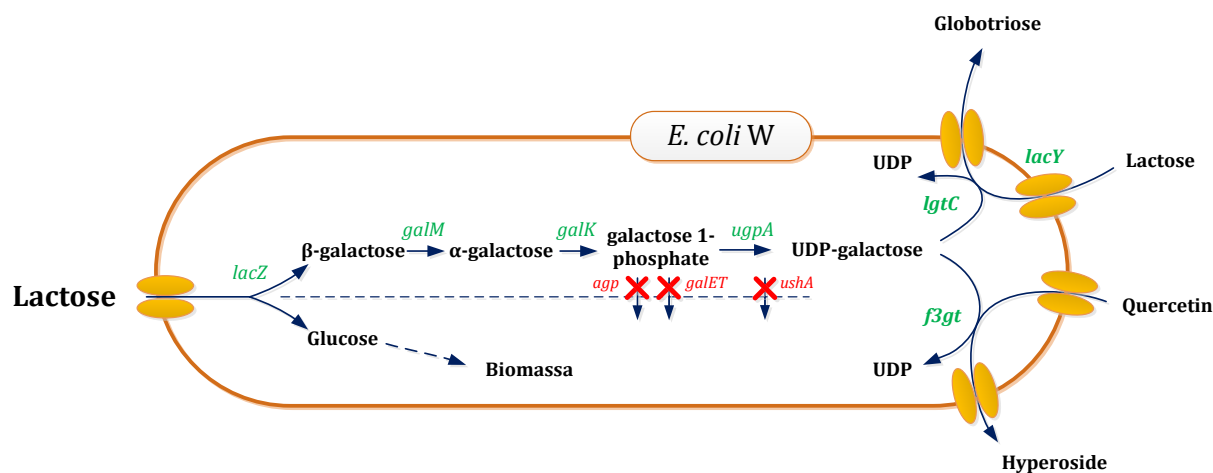 Globotriose
E. coli W
lacY
UDP
Lactose
lgtC
galM
galK
galactose 1-
phosphate
ugpA
β-galactose
α-galactose
UDP-galactose
lacZ
agp
galET
ushA
Lactose
Quercetin
f3gt
Glucose
Biomassa
UDP
Hyperoside